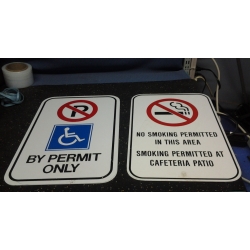 P
BY PERMIT
ONLY
NO SMOKING PERMITTED
IN THIS AREA
SMOKING PERMITTED AT
CAFETERIA PATIO